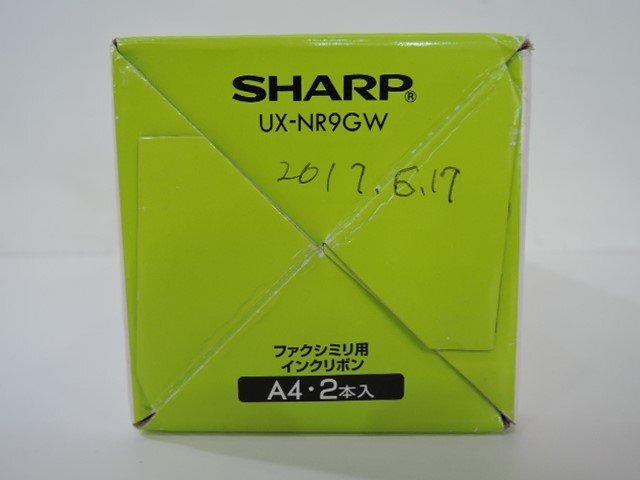 SHARP®
UX-NR9GW
2017.6.17
ファクシミリ用
インクリボン
A4・2本入